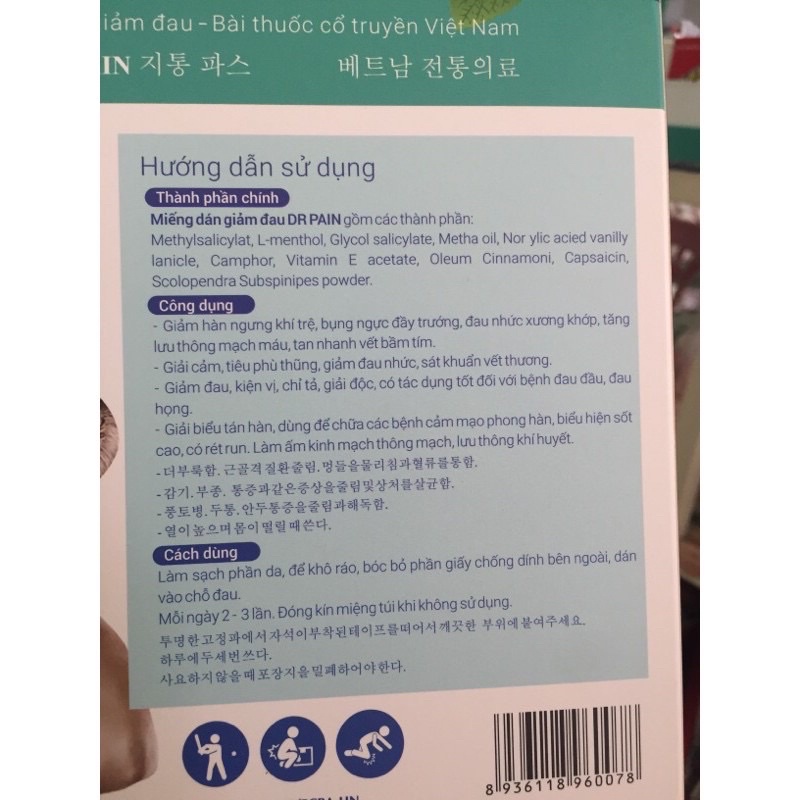 iảm đau - Bài thuốc cổ truyền Việt Nam
IN 지통 파스 베트남 전통의료
Hướng dẫn sử dụng
Thành phần chính
Miếng dán giảm đau DR PAIN gồm các thành phần:
Methylsalicylat, L-menthol, Glycol salicylate, Metha oil, Nor ylic acied vanilly
lanicle, Camphor, Vitamin E acetate, Oleum Cinnamoni, Capsaicin,
Scolopendra Subspinipes powder.
Công dụng
- Giảm hàn ngưng khí trệ, bụng ngực đầy trướng, đau nhức xương khớp, tăng
lưu thông mạch máu, tan nhanh vết bầm tím.
- Giải cảm, tiêu phù thũng, giảm đau nhức, sát khuẩn vết thương.
- Giảm đau, kiện vị, chỉ tả, giải độc, có tác dụng tốt đối với bệnh đau đầu, đau
họng.
- Giải biểu tán hàn, dùng để chữa các bệnh cảm mạo phong hàn, biểu hiện sốt
cao, có rét run. Làm ấm kinh mạch thông mạch, lưu thông khí huyết.
- 더부룩함. 근골격 질환줄림. 멍들을물리침과 혈류를통함.
- 감기. 부종. 통증과같은증상을줄림및상처를살균함.
- 풍토병. 두통. 안두통증을줄림과해독함.
- 열이 높으며 몸이 떨릴 때 쓴다.
Cách dùng
Làm sạch phần da, để khô ráo, bóc bỏ phần giấy chống dính bên ngoài, dán
vào chỗ đau.
Mỗi ngày 2 - 3 lần. Đóng kín miệng túi khi không sử dụng.
투명한고정파에서자석이부착된테이프를띠어서 깨끗한 부위에붙여주세요.
하루에두세번쓰다.
사요하지않을때포장지을밀폐하어야한다.
8 936118 960078